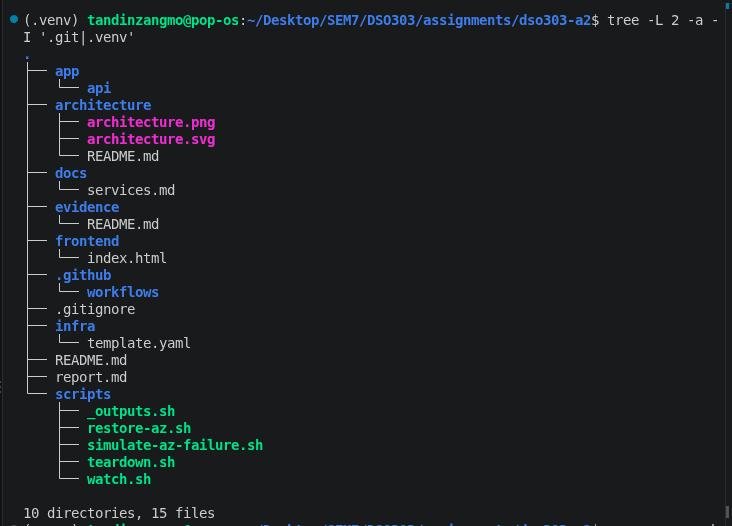 (.venv) tandinzangmo@pop-os:~/Desktop/SEM7/DSO303/assignments/dso303-a2$ tree -L 2 -a -
I '.git|.venv'
.
├── app
│   └── api
├── architecture
│   ├── architecture.png
│   ├── architecture.svg
│   └── README.md
├── docs
│   └── services.md
├── evidence
│   └── README.md
├── frontend
│   └── index.html
├── .github
│   └── workflows
├── .gitignore
├── infra
│   └── template.yaml
├── README.md
├── report.md
└── scripts
    ├── _outputs.sh
    ├── restore-az.sh
    ├── simulate-az-failure.sh
    ├── teardown.sh
    └── watch.sh

10 directories, 15 files